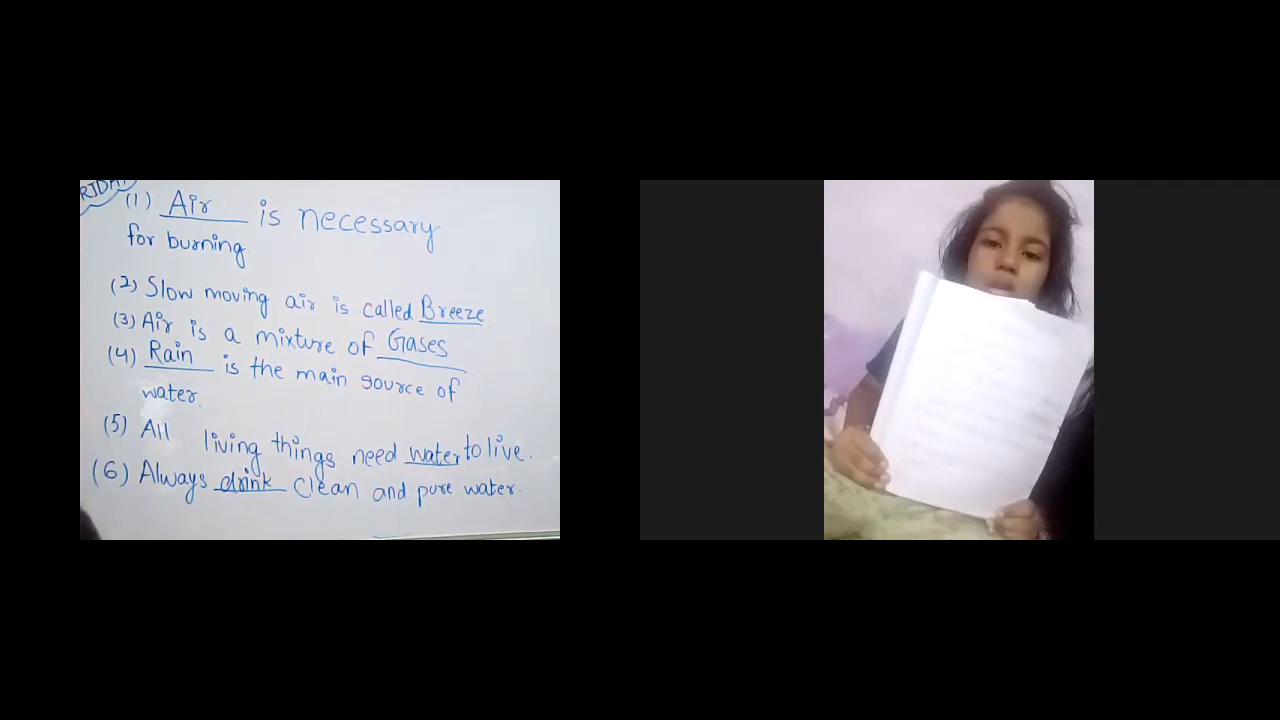 (1) Air is necessary
for burning
(2) Slow moving air is called Breeze
(3) Air is a mixture of Gases
(4) Rain is the main source of
water.
(5) All living things need water to live.
(6) Always drink clean and pure water.